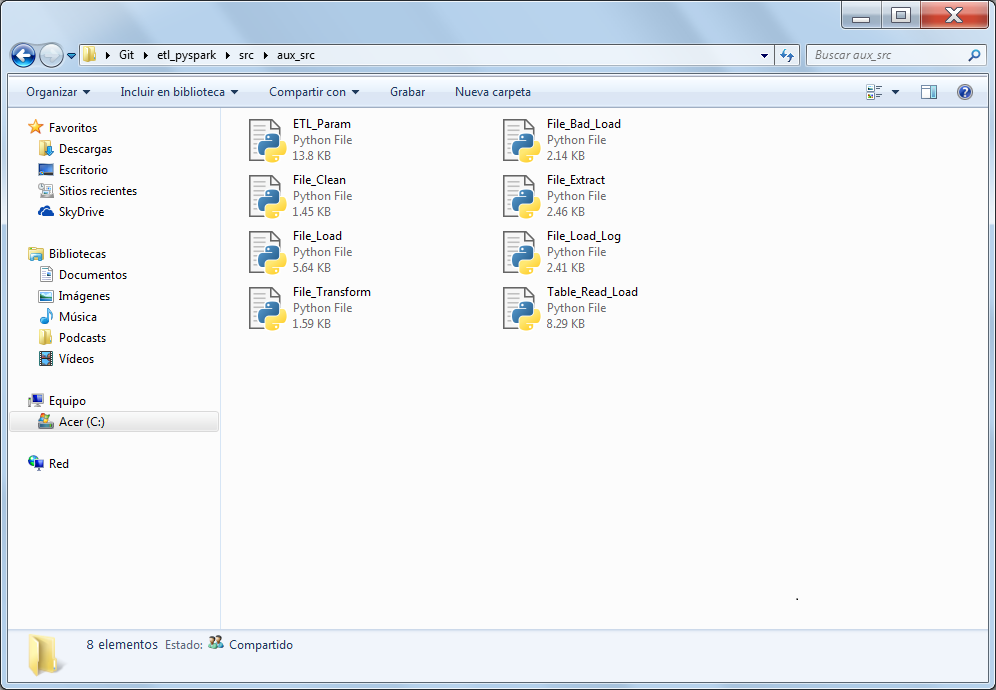 Git etl_pyspark src aux_src Buscar aux_src
Organizar Incluir en biblioteca Compartir con Grabar Nueva carpeta
Favoritos
Descargas
Escritorio
Sitios recientes
SkyDrive
Bibliotecas
Documentos
Imágenes
Música
Podcasts
Vídeos
Equipo
Acer (C:)
Red
ETL_Param
Python File
13.8 KB
File_Bad_Load
Python File
2.14 KB
File_Clean
Python File
1.45 KB
File_Extract
Python File
2.46 KB
File_Load
Python File
5.64 KB
File_Load_Log
Python File
2.41 KB
File_Transform
Python File
1.59 KB
Table_Read_Load
Python File
8.29 KB
8 elementos Estado: Compartido